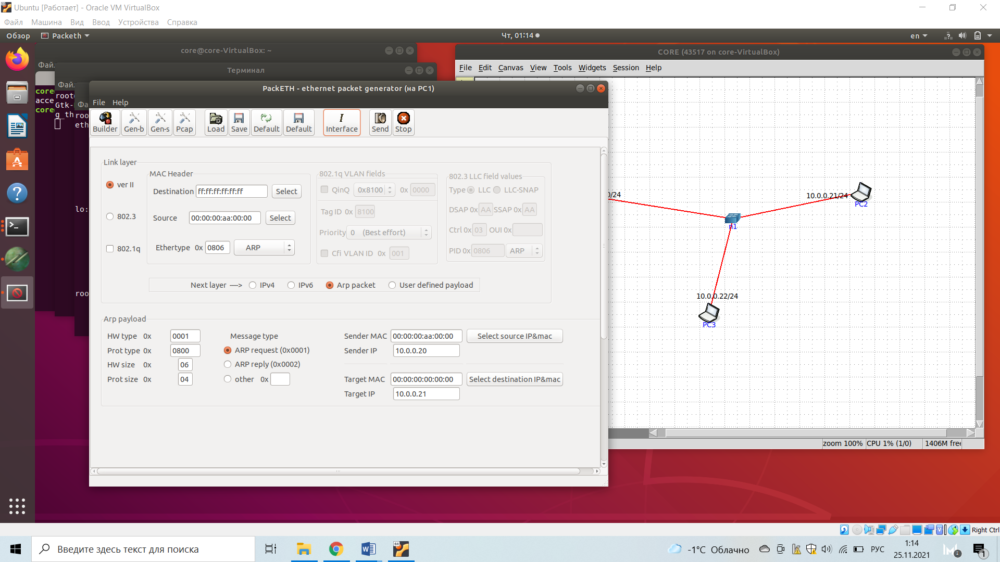 Ubuntu [Работает] - Oracle VM VirtualBox
Файл Машина Вид Ввод Устройства Справка
Обзор Packeth Чт, 01:14 en
core@core-VirtualBox: ~
Терминал
CORE (43517 on core-VirtualBox)
File Edit Canvas View Tools Widgets Session Help
PackETH - ethernet packet generator (на PC1)
File Help
Builder Gen-b Gen-s Pcap Load Save Default Default Interface Send Stop
Link layer
MAC Header
802.1q VLAN fields
802.3 LLC field values
ver II
Destination ff:ff:ff:ff:ff:ff Select
QinQ 0x8100 0x 0000
Type LLC LLC-SNAP
Tag ID 0x 8100
DSAP 0x AA SSAP 0x AA
802.3
Source 00:00:00:aa:00:00 Select
Priority 0 (Best effort)
Ctrl 0x 03 OUI 0x
802.1q
Ethertype 0x 0806 ARP
Cfi VLAN ID 0x 001
PID 0x 0806 ARP
Next layer ----> IPv4 IPv6 Arp packet User defined payload
Arp payload
HW type 0x 0001
Message type
Sender MAC 00:00:00:aa:00:00 Select source IP&mac
Prot type 0x 0800
ARP request (0x0001)
Sender IP 10.0.0.20
HW size 0x 06
ARP reply (0x0002)
Prot size 0x 04
other 0x
Target MAC 00:00:00:00:00:00 Select destination IP&mac
Target IP 10.0.0.21
0/24
10.0.0.21/24
PC2
n1
10.0.0.22/24
PC3
zoom 100% CPU 1% (1/0) 1406M free
Файл
core
acce
core
Файл
root
Gtk-
g_th
Фа
roo
eth
lo:
roo
Right Ctrl
Введите здесь текст для поиска
-1°C Облачно
РУС
1:14
25.11.2021
3
1
64